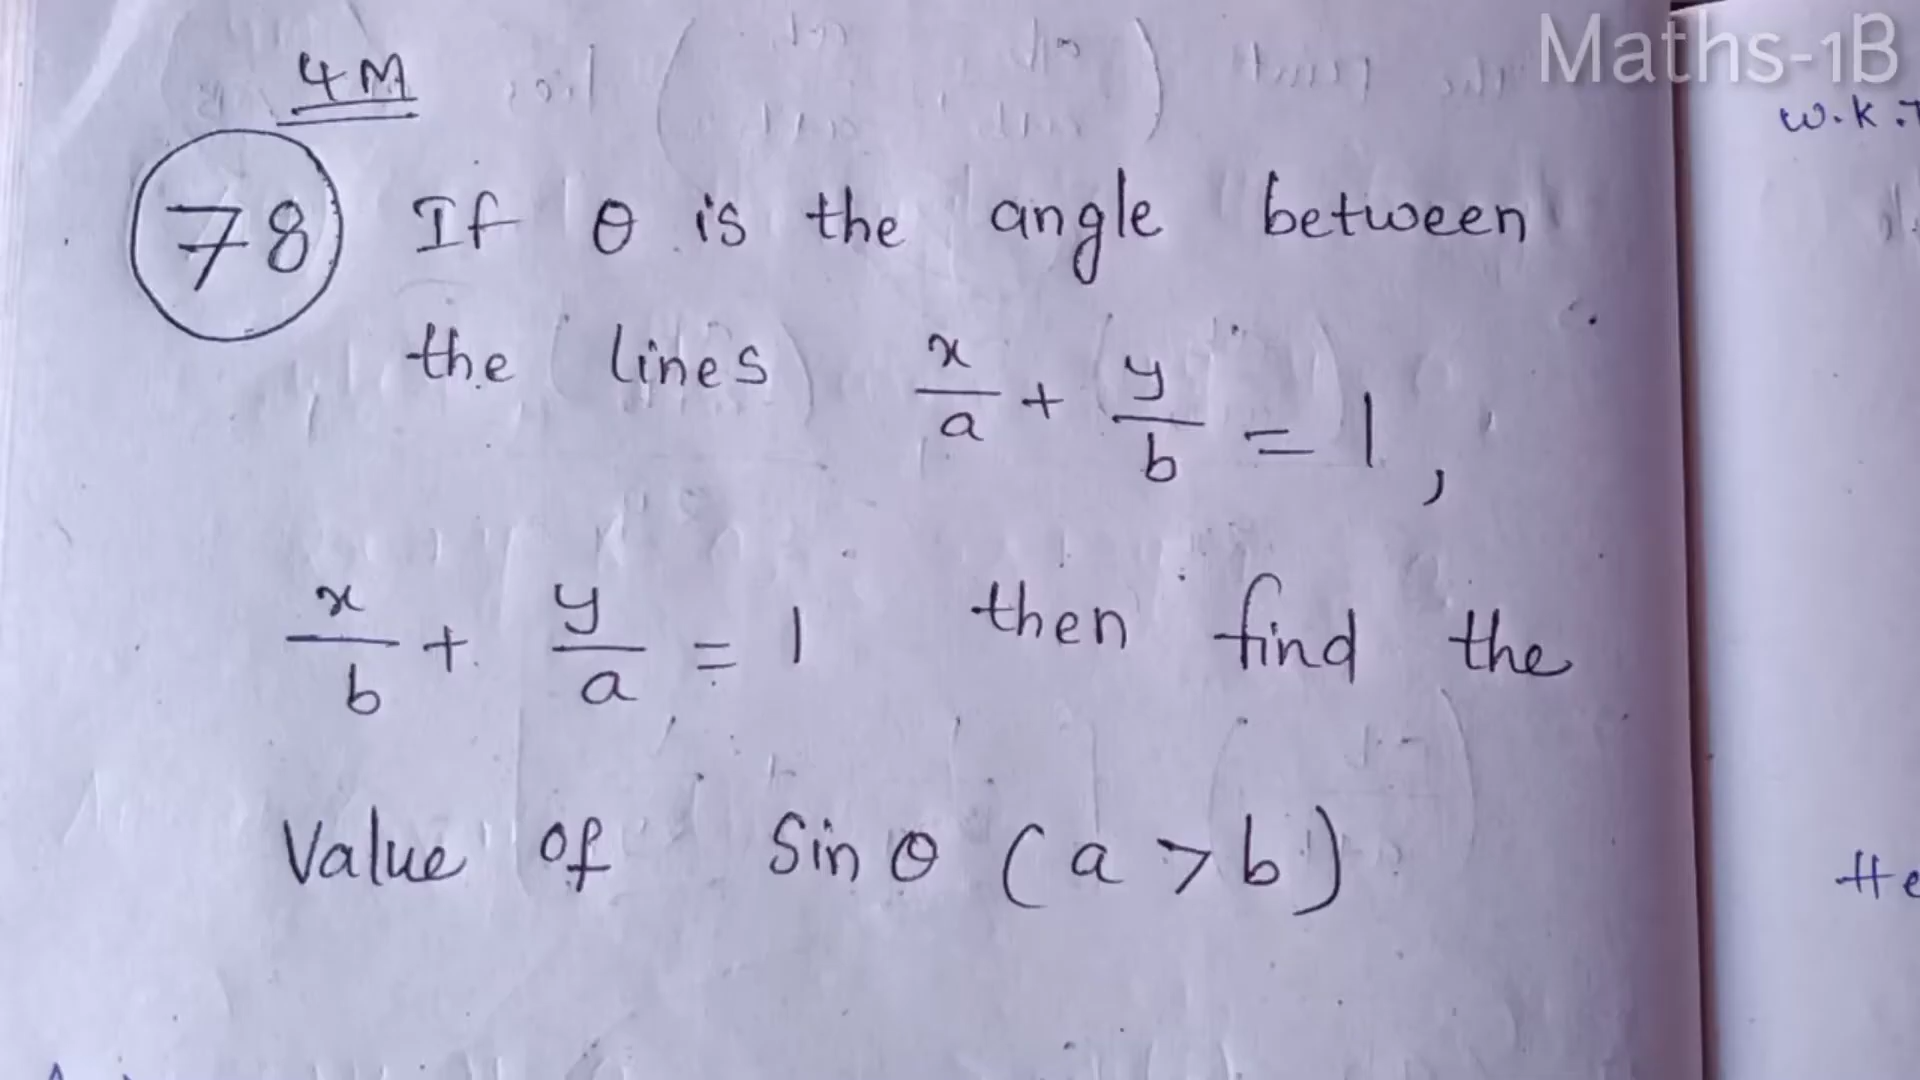 Maths-1B
4M
w.k.T
78 If θ is the angle between
the lines x/a + y/b = 1,
x/b + y/a = 1 then find the
Value of Sin θ (a > b)
He